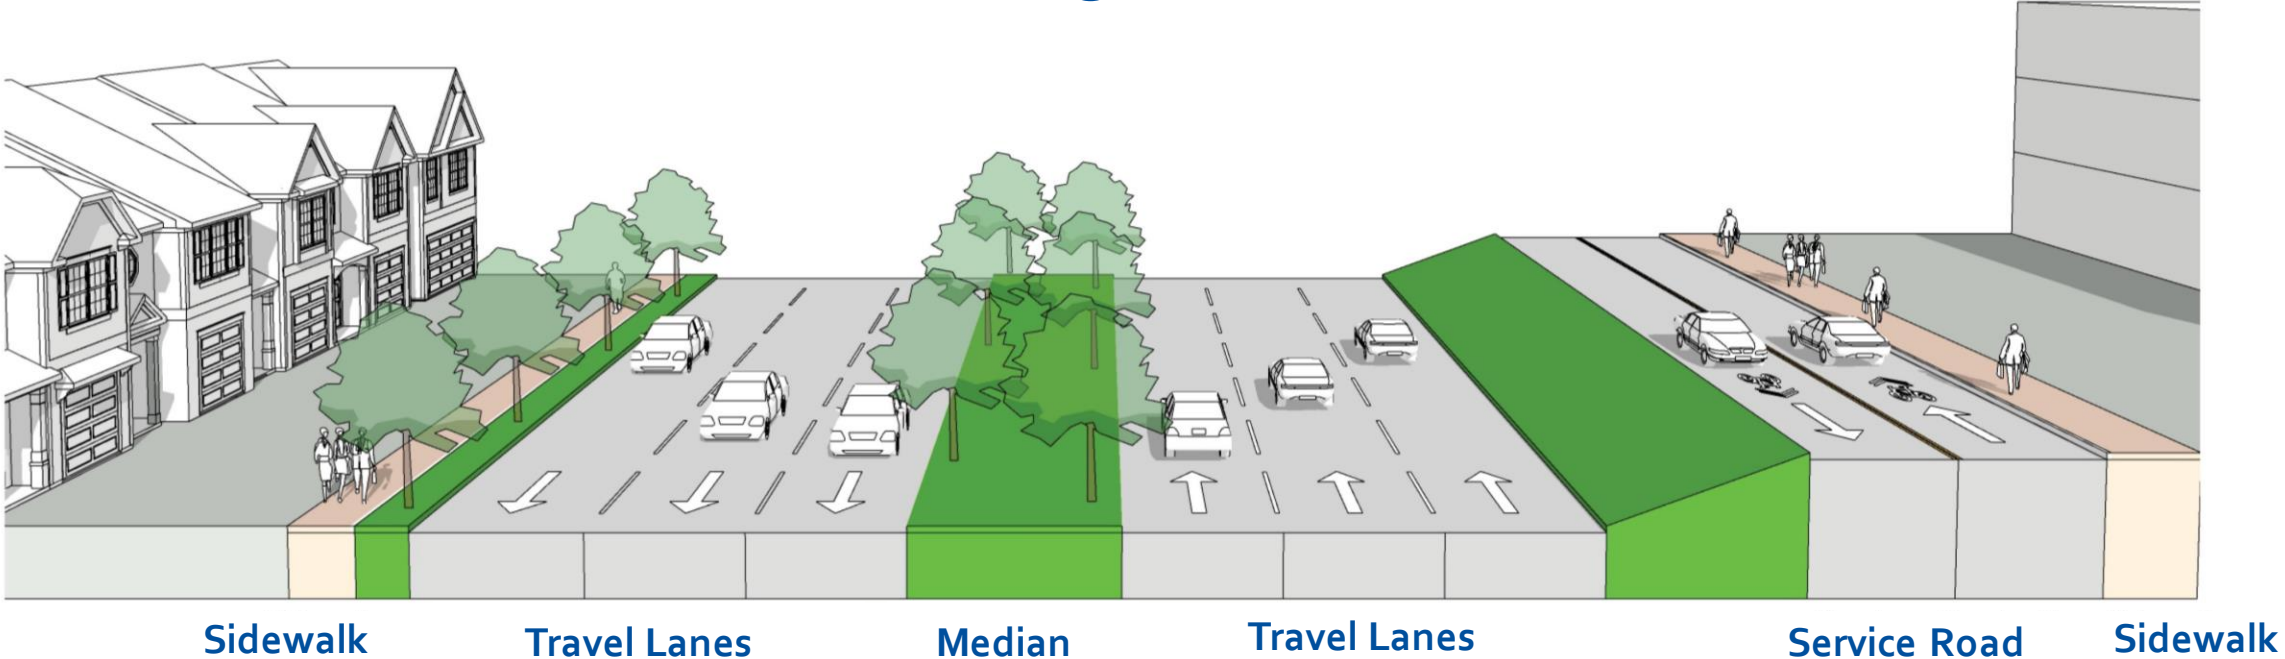 Sidewalk
Travel Lanes
Median
Travel Lanes
Service Road
Sidewalk